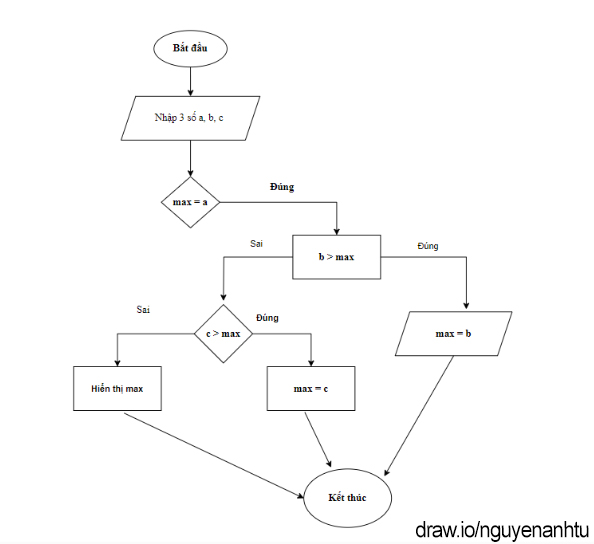 Bắt đầu
Nhập 3 số a, b, c
max = a
Đúng
b > max
Sai
Đúng
c > max
Sai
Đúng
max = b
Hiển thị max
max = c
Kết thúc
draw.io/nguyenanhtu